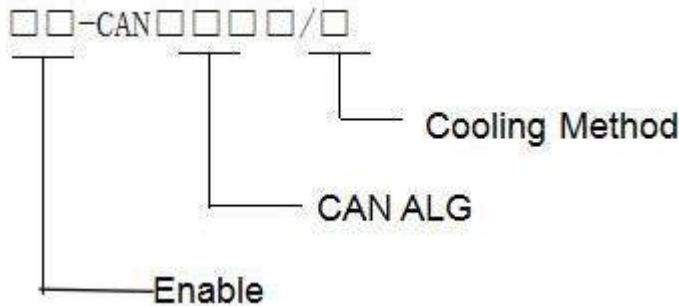 □□-CAN□□□□/□
Cooling Method
CAN ALG
Enable